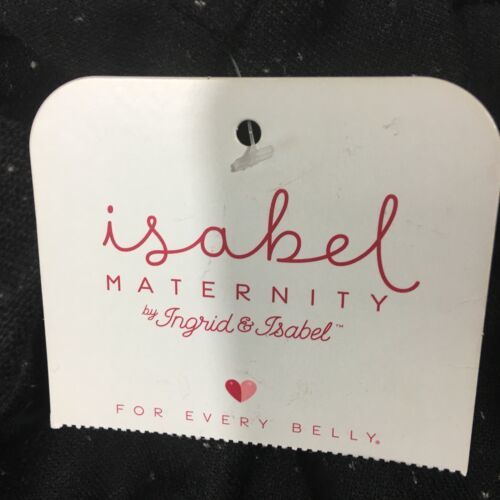 isabel
MATERNITY
by Ingrid & Isabel™
FOR EVERY BELLY®